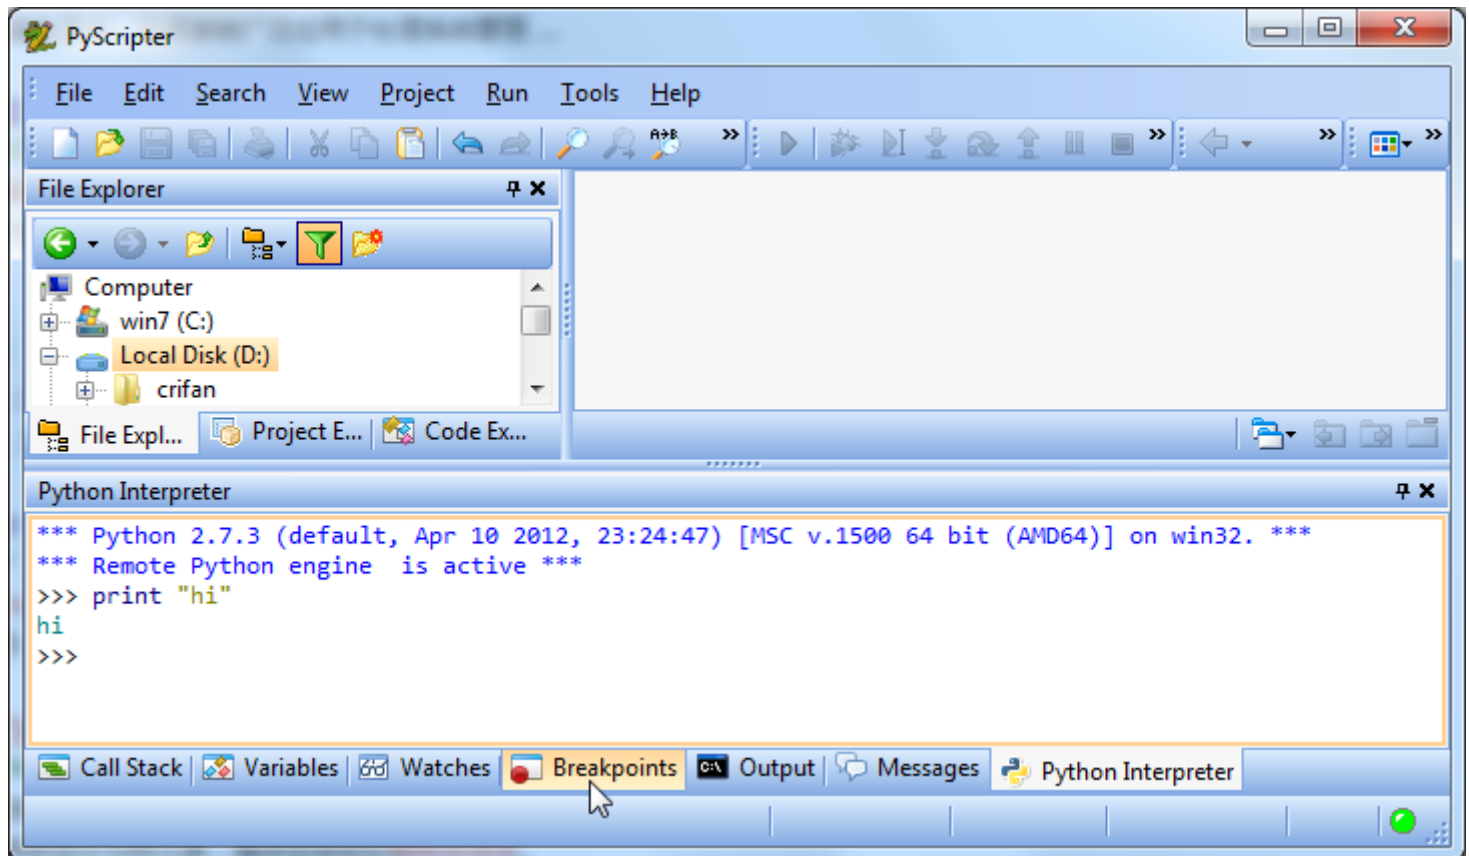 PyScripter
File Edit Search View Project Run Tools Help
File Explorer
Computer
win7 (C:)
Local Disk (D:)
crifan
File Expl... Project E... Code Ex...
Python Interpreter
*** Python 2.7.3 (default, Apr 10 2012, 23:24:47) [MSC v.1500 64 bit (AMD64)] on win32. ***
*** Remote Python engine  is active ***
>>> print "hi"
hi
>>>
Call Stack Variables Watches Breakpoints Output Messages Python Interpreter